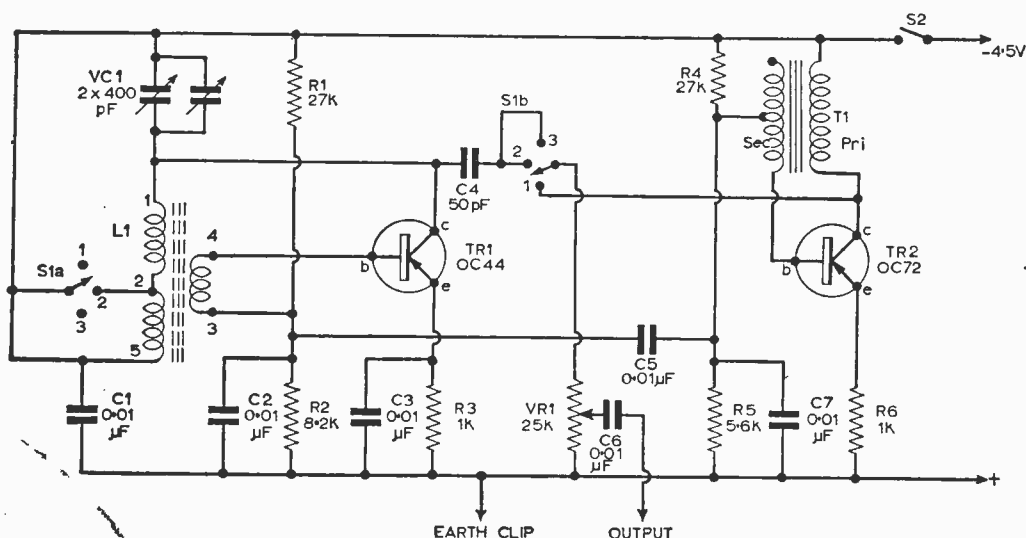 S2
-4·5V
VC1
2 x 400
pF
R1
27K
R4
27K
S1b
3
2
1
C4
50pF
Sec
T1
Pri
1
L1
4
S1a
1
2
2
3
3
5
b
c
e
TR1
OC44
b
c
e
TR2
OC72
C5
0·01µF
C1
0·01
µF
C2
0·01
µF
R2
8·2K
C3
0·01
µF
R3
1K
VR1
25K
C6
0·01
µF
R5
5·6K
C7
0·01
µF
R6
1K
+
EARTH CLIP
OUTPUT